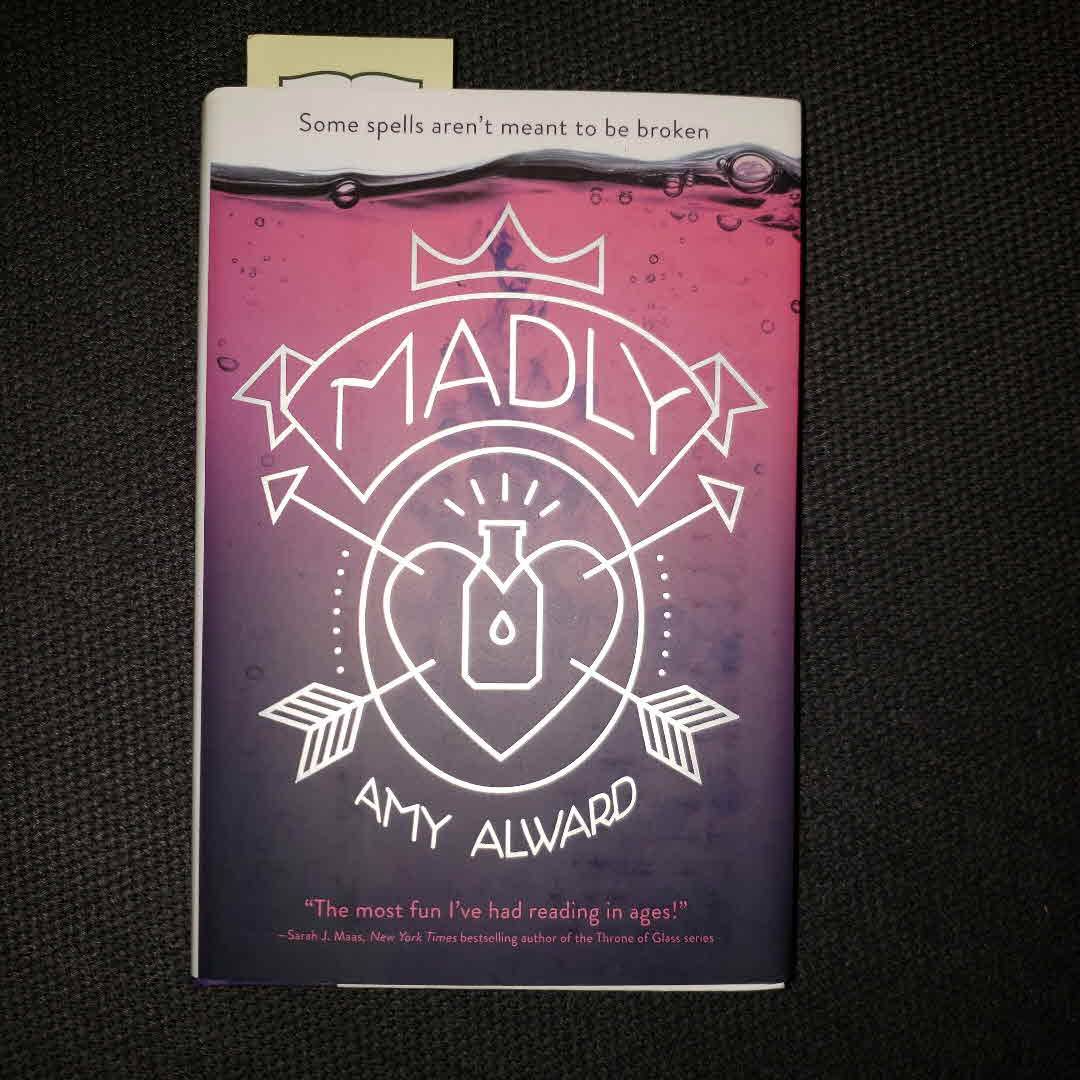 Some spells aren't meant to be broken
MADLY
AMY ALWARD
“The most fun I've had reading in ages!”
—Sarah J. Maas, New York Times bestselling author of the Throne of Glass series